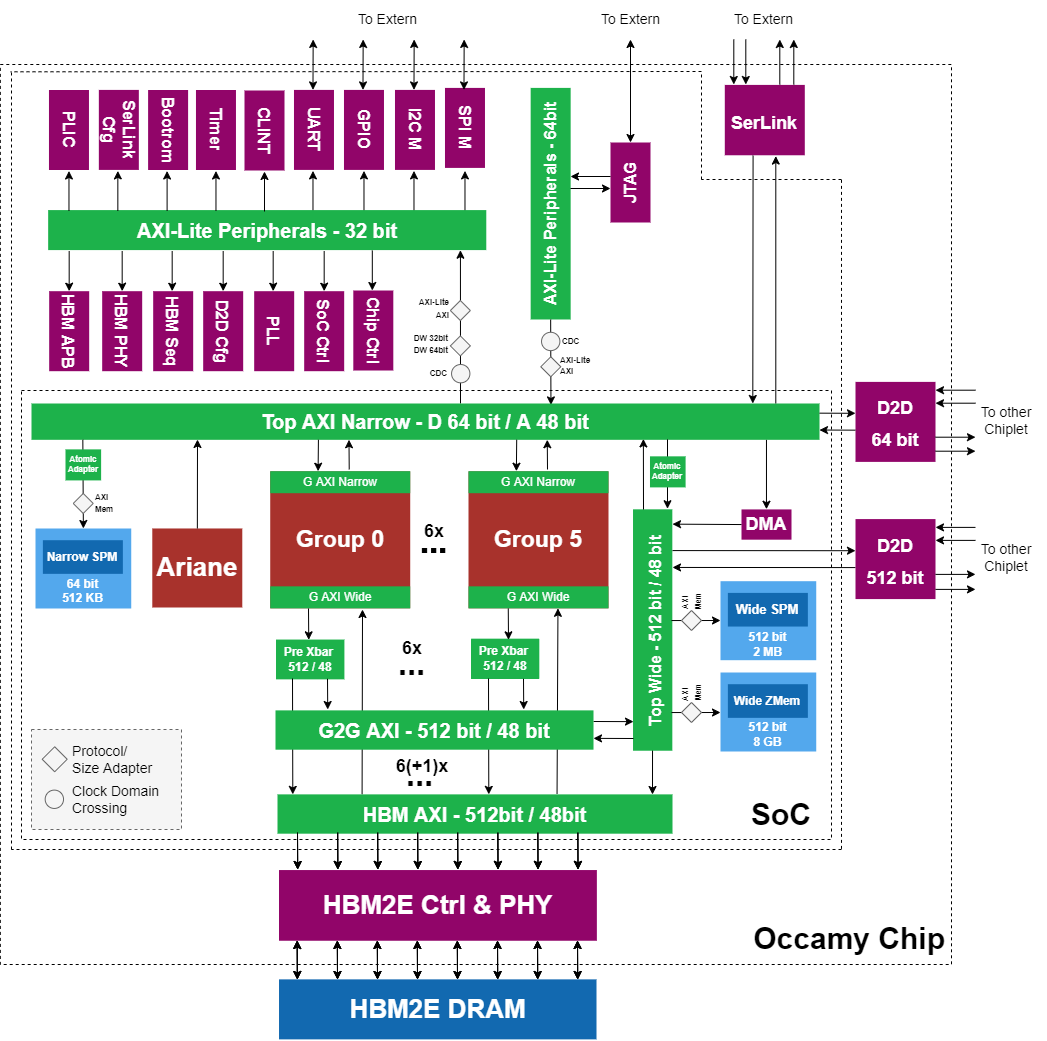 To Extern
To Extern
To Extern
PLIC
SerLink
Cfg
Bootrom
Timer
CLINT
UART
GPIO
I2C M
SPI M
AXI-Lite Peripherals - 64bit
JTAG
SerLink
AXI-Lite Peripherals - 32 bit
HBM APB
HBM PHY
HBM Seq
D2D Cfg
PLL
SoC Ctrl
Chip Ctrl
AXI-Lite
AXI
DW 32bit
DW 64bit
CDC
CDC
AXI-Lite
AXI
Top AXI Narrow - D 64 bit / A 48 bit
D2D
64 bit
To other
Chiplet
Atomic
Adapter
AXI
Mem
Narrow SPM
64 bit
512 KB
Ariane
G AXI Narrow
Group 0
G AXI Wide
6x
...
G AXI Narrow
Group 5
G AXI Wide
Atomic
Adapter
DMA
D2D
512 bit
To other
Chiplet
Top Wide - 512 bit / 48 bit
AXI
Mem
Wide SPM
512 bit
2 MB
AXI
Mem
Wide ZMem
512 bit
8 GB
Pre Xbar
512 / 48
6x
...
Pre Xbar
512 / 48
G2G AXI - 512 bit / 48 bit
6(+1)x
...
HBM AXI - 512bit / 48bit
Protocol/
Size Adapter
Clock Domain
Crossing
SoC
HBM2E Ctrl & PHY
Occamy Chip
HBM2E DRAM